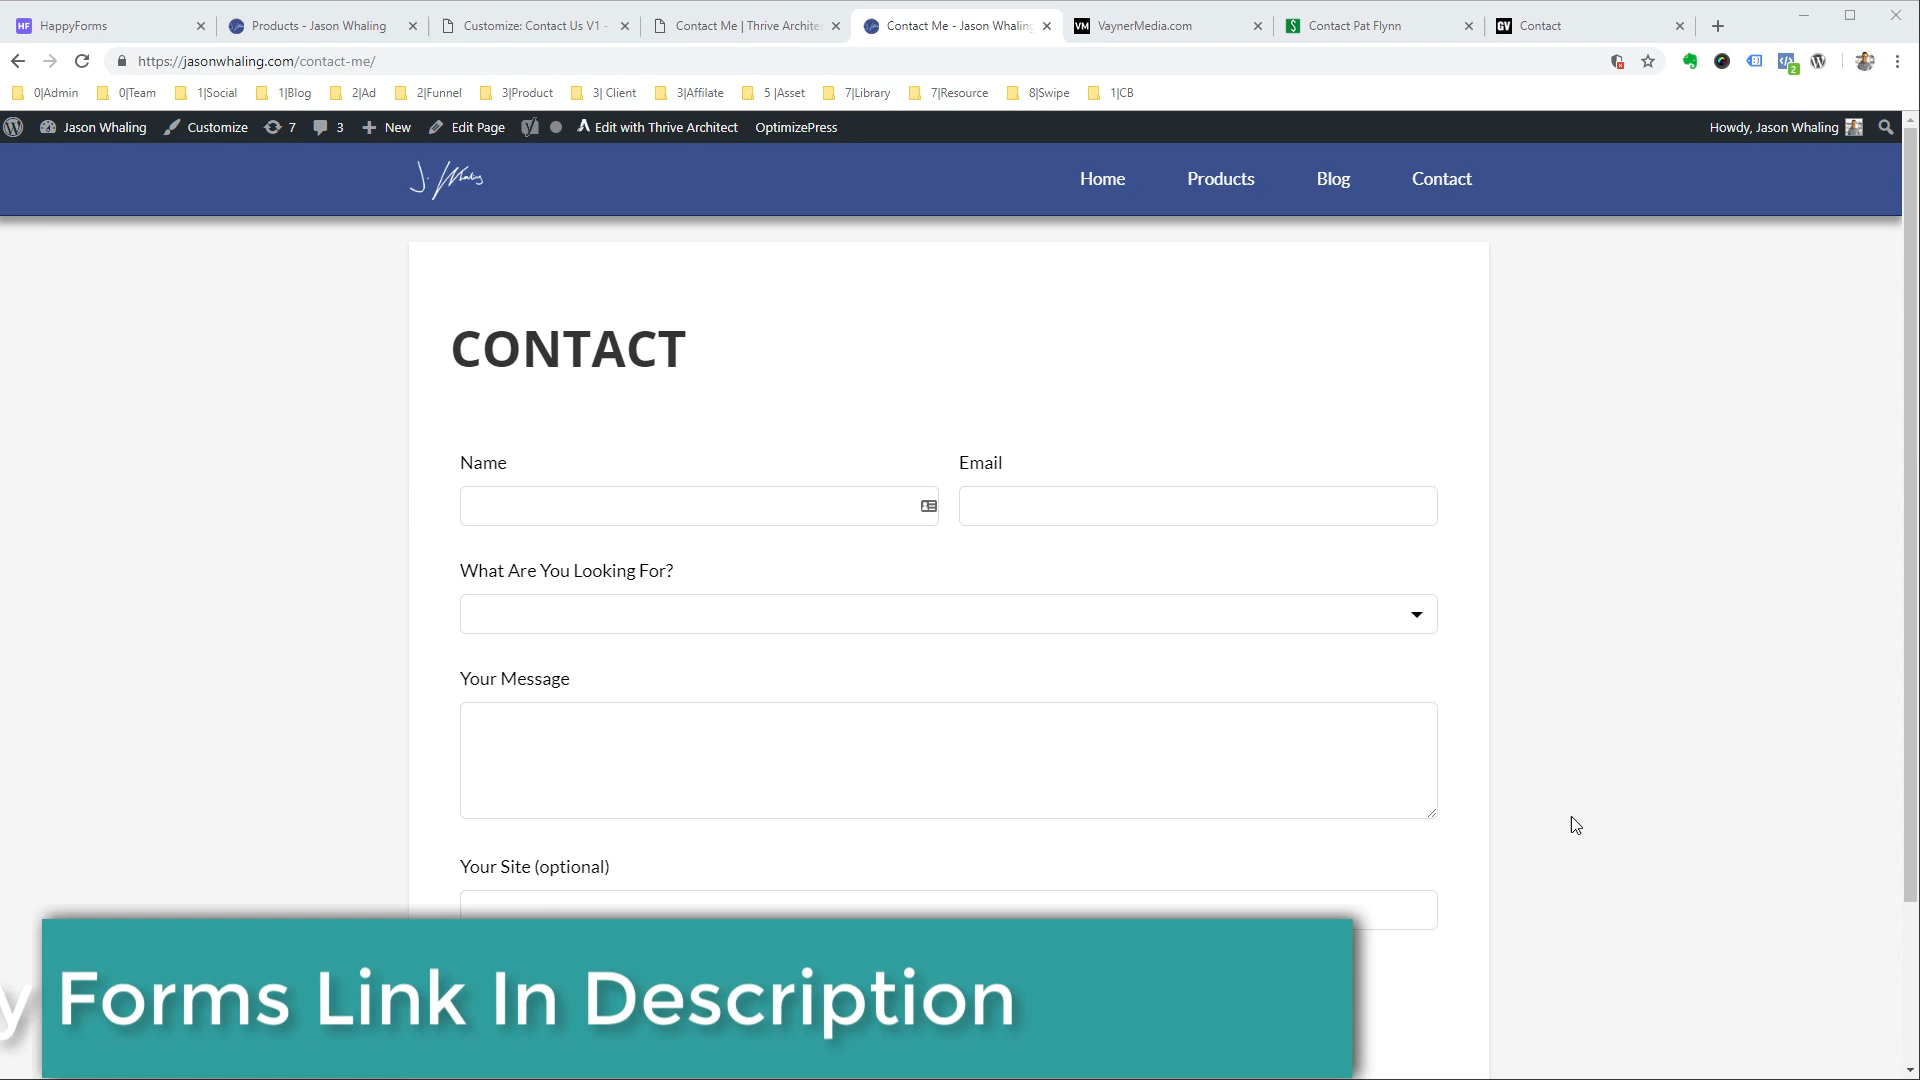 HappyForms
Products - Jason Whaling
Customize: Contact Us V1 -
Contact Me | Thrive Archite
Contact Me - Jason Whaling
VaynerMedia.com
Contact Pat Flynn
Contact
https://jasonwhaling.com/contact-me/
0|Admin
0|Team
1|Social
1|Blog
2|Ad
2|Funnel
3|Product
3| Client
3|Affilate
5 |Asset
7|Library
7|Resource
8|Swipe
1|CB
Jason Whaling
Customize
7
3
New
Edit Page
Edit with Thrive Architect
OptimizePress
Howdy, Jason Whaling
J. Whaling
Home
Products
Blog
Contact
CONTACT
Name
Email
What Are You Looking For?
Your Message
Your Site (optional)
y Forms Link In Description